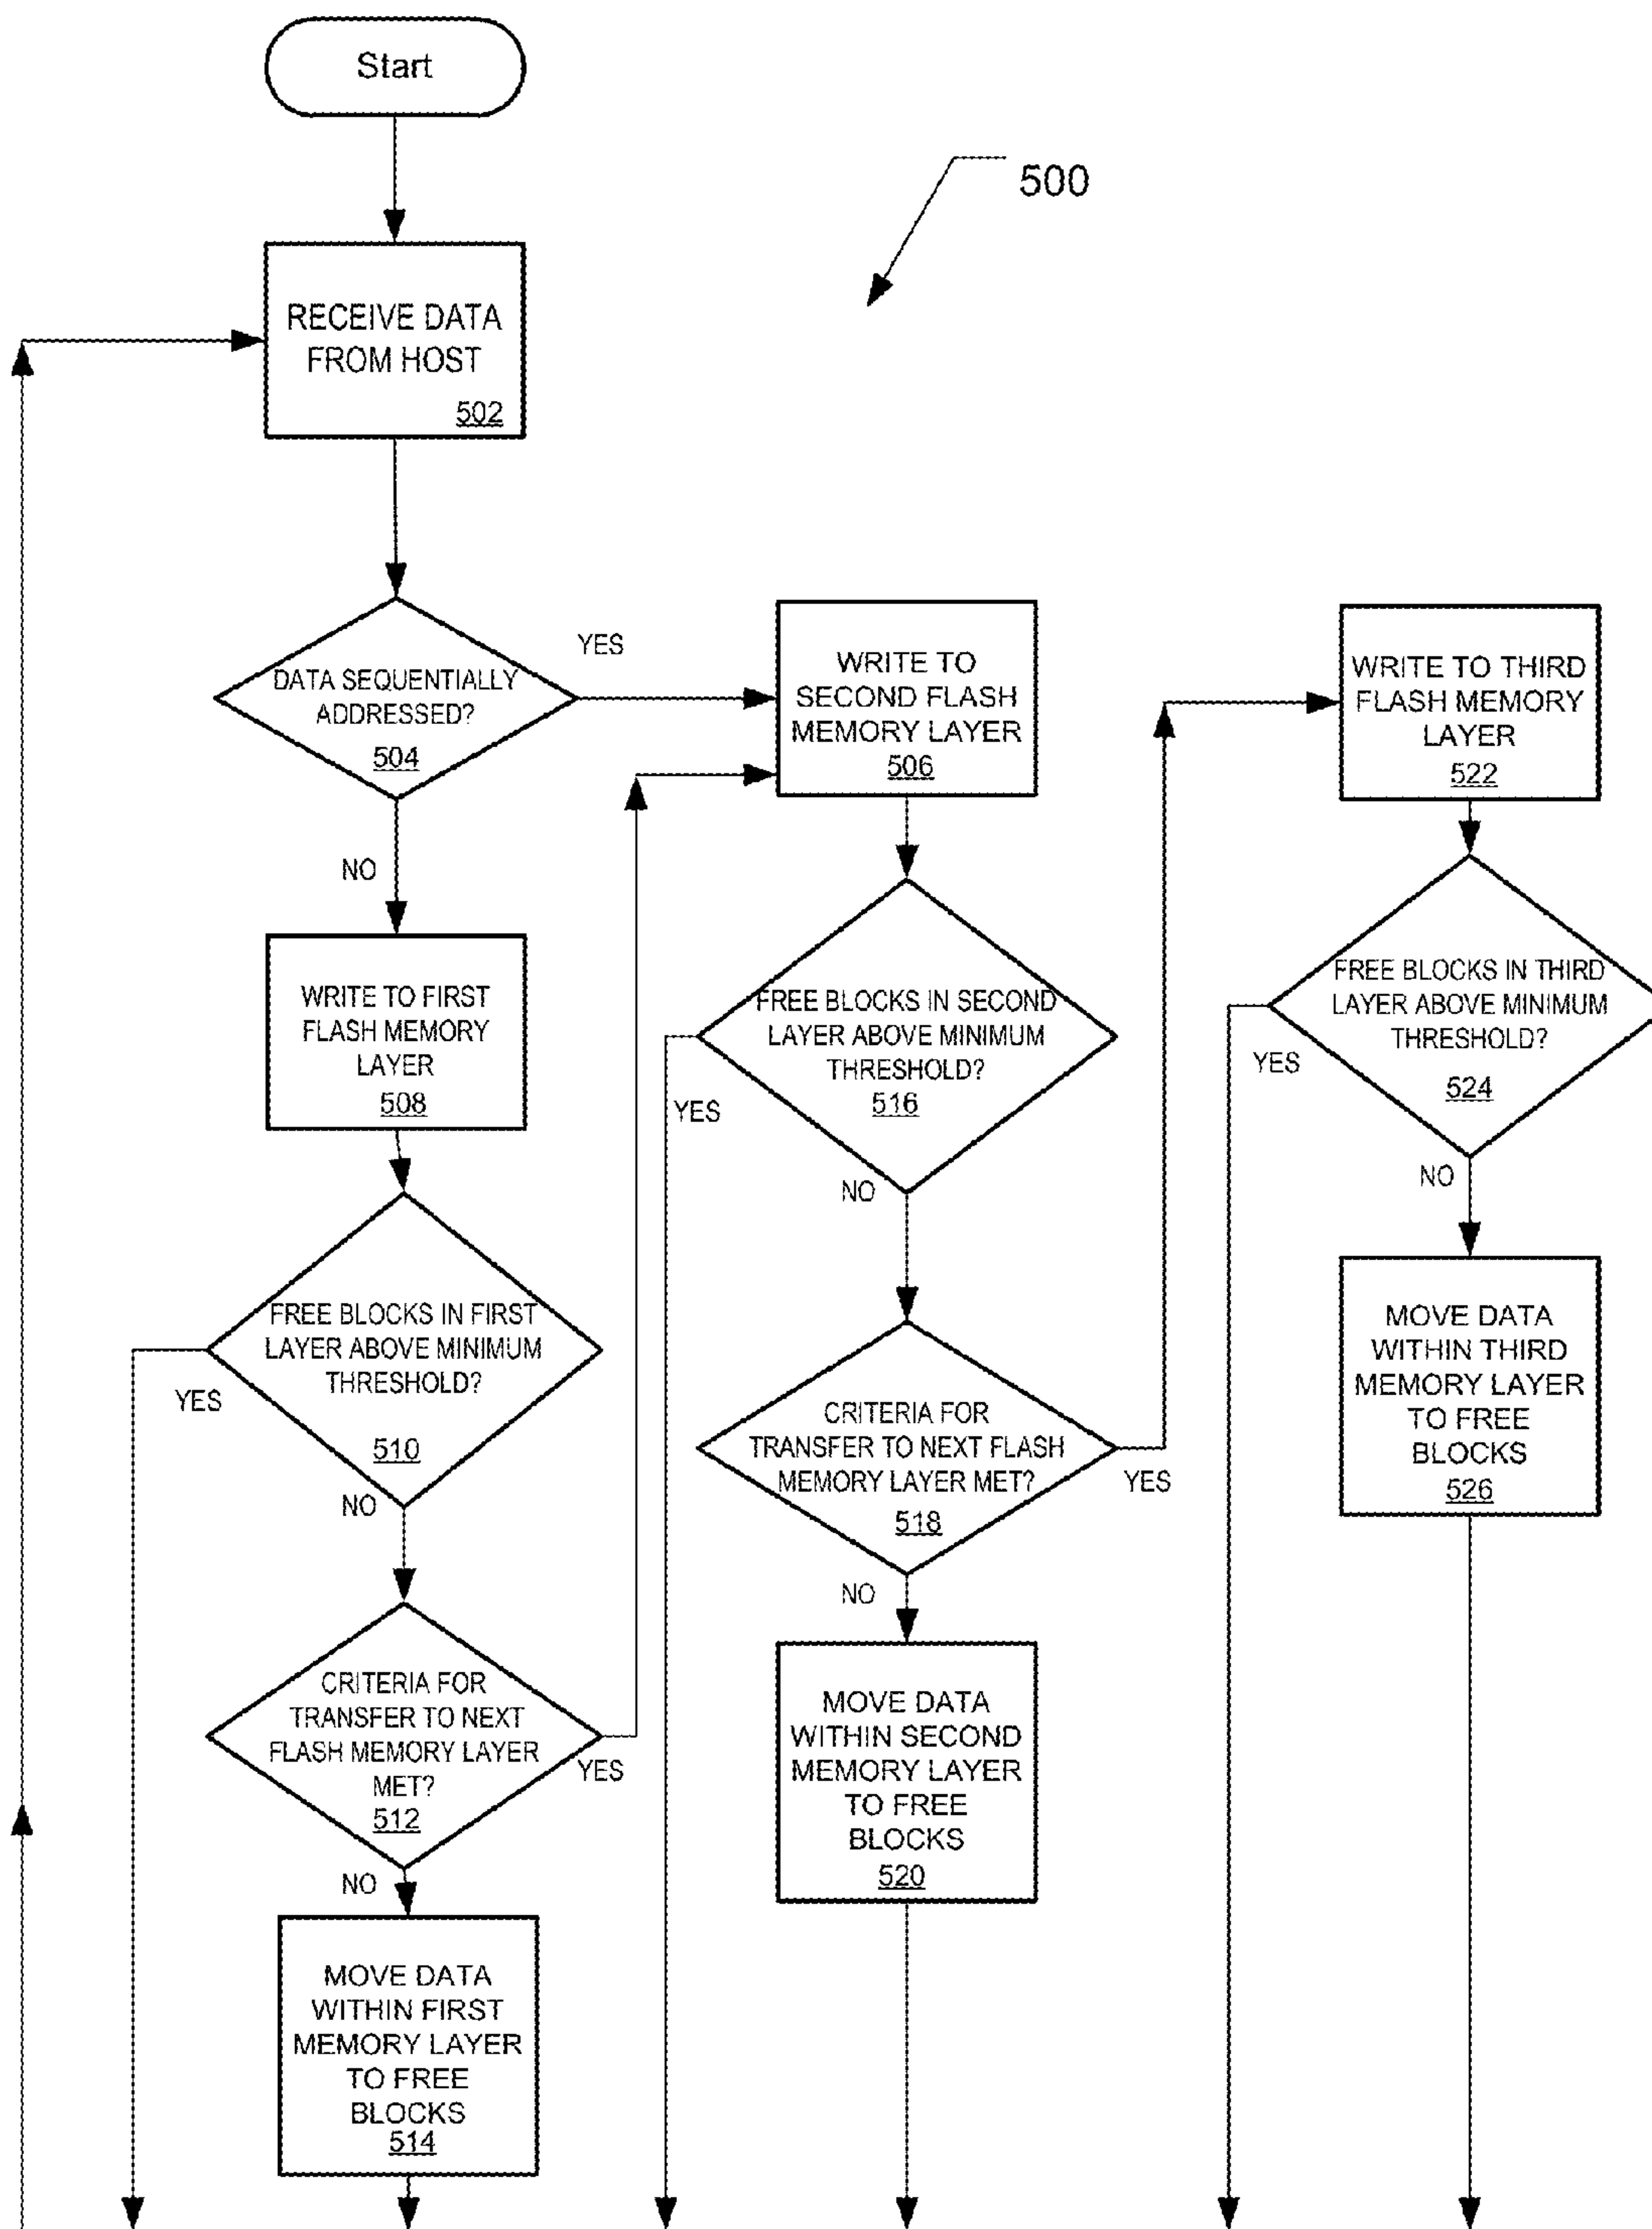 Start
500
RECEIVE DATA
FROM HOST
502
DATA SEQUENTIALLY
ADDRESSED?
504
YES
NO
WRITE TO FIRST
FLASH MEMORY
LAYER
508
FREE BLOCKS IN FIRST
LAYER ABOVE MINIMUM
THRESHOLD?
510
YES
NO
CRITERIA FOR
TRANSFER TO NEXT
FLASH MEMORY LAYER
MET?
512
YES
NO
MOVE DATA
WITHIN FIRST
MEMORY LAYER
TO FREE
BLOCKS
514
WRITE TO
SECOND FLASH
MEMORY LAYER
506
FREE BLOCKS IN SECOND
LAYER ABOVE MINIMUM
THRESHOLD?
516
YES
NO
CRITERIA FOR
TRANSFER TO NEXT FLASH
MEMORY LAYER MET?
518
YES
NO
MOVE DATA
WITHIN SECOND
MEMORY LAYER
TO FREE
BLOCKS
520
WRITE TO THIRD
FLASH MEMORY
LAYER
522
FREE BLOCKS IN THIRD
LAYER ABOVE MINIMUM
THRESHOLD?
524
YES
NO
MOVE DATA
WITHIN THIRD
MEMORY LAYER
TO FREE
BLOCKS
526